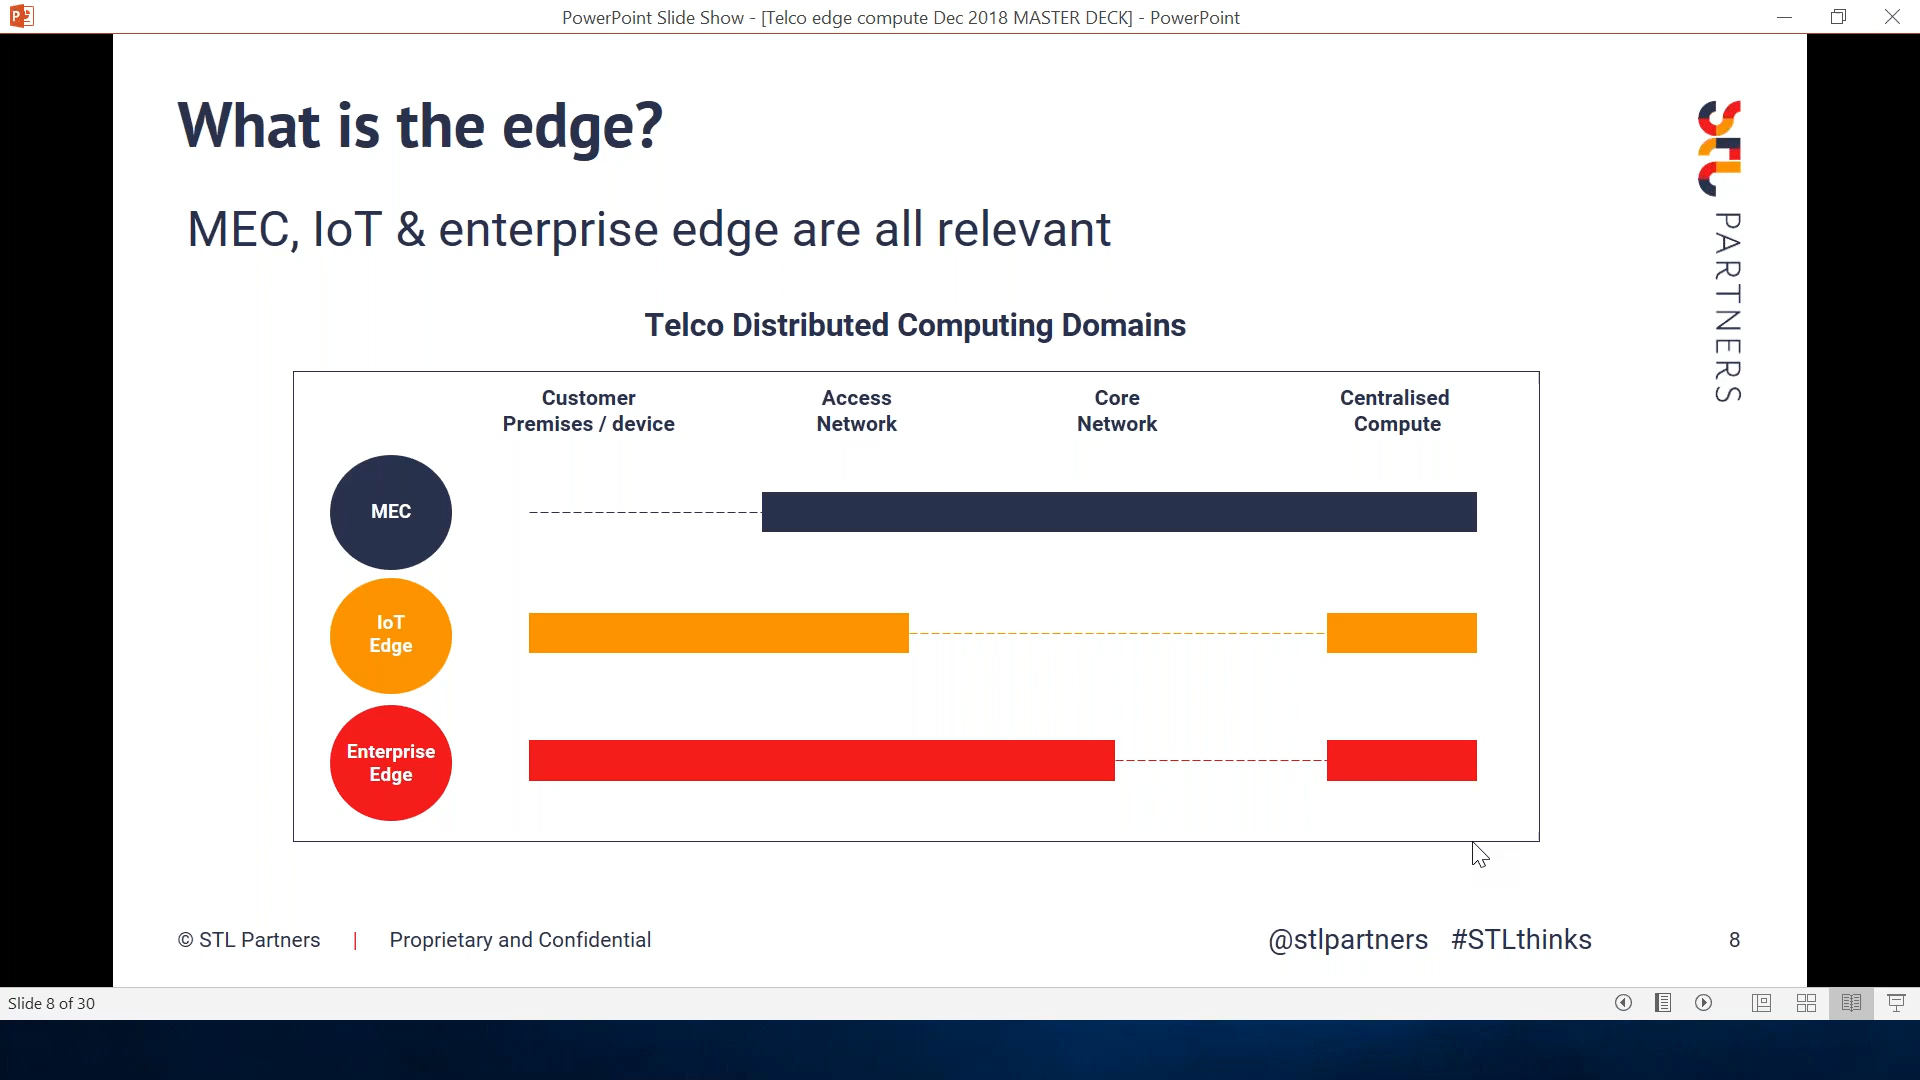 PowerPoint Slide Show - [Telco edge compute Dec 2018 MASTER DECK] - PowerPoint
What is the edge?
MEC, IoT & enterprise edge are all relevant
STL
PARTNERS
Telco Distributed Computing Domains
Customer
Premises / device
Access
Network
Core
Network
Centralised
Compute
MEC
IoT
Edge
Enterprise
Edge
© STL Partners | Proprietary and Confidential
@stlpartners #STLthinks
8
Slide 8 of 30